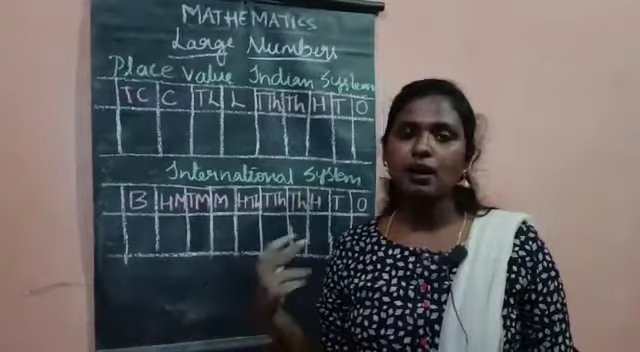 MATHEMATICS
Large Numbers
Place Value Indian System
TC C TL L TTh Th H T O
International System
B HM TM M HTh TTh Th H T O